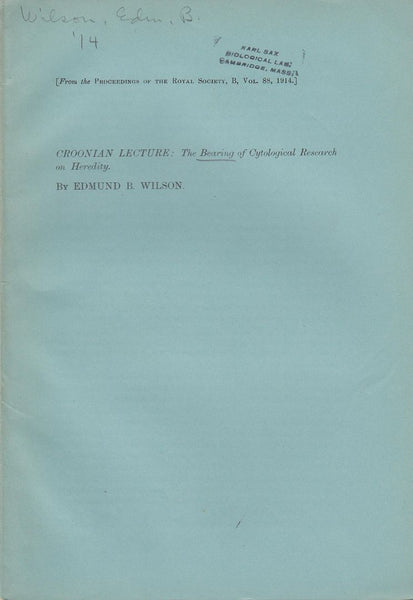 Wilson, Edm. B.
'14
KARL SAX
BIOLOGICAL LAB.
CAMBRIDGE, MASS.
[From the PROCEEDINGS OF THE ROYAL SOCIETY, B, VOL. 88, 1914.]
CROONIAN LECTURE: The Bearing of Cytological Research
on Heredity.
BY EDMUND B. WILSON.